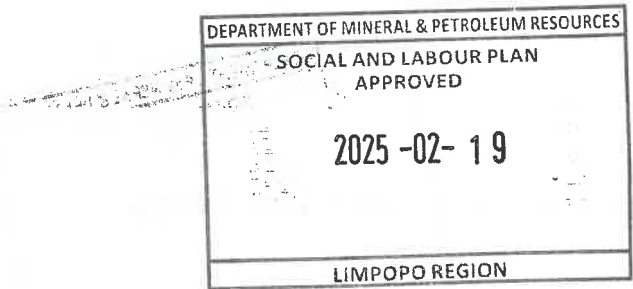 DEPARTMENT OF MINERAL & PETROLEUM RESOURCES
SOCIAL AND LABOUR PLAN
APPROVED
2025 -02- 19
LIMPOPO REGION